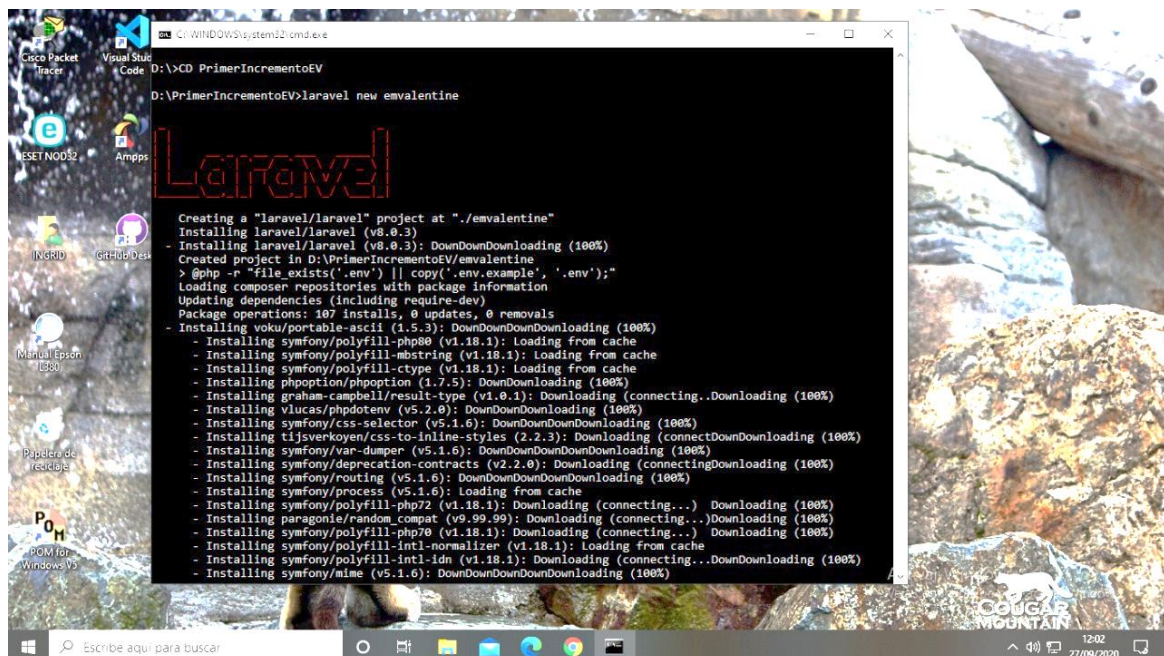 Cisco Packet
Tracer
Visual Stud
Code
ESET NOD32
Ampps
INGRID
GitHub Desk
Manual Epson
L380
Papelera de
reciclaje
POM
POM for
Windows V3
C:\WINDOWS\system32\cmd.exe
D:\>CD PrimerIncrementoEV
D:\PrimerIncrementoEV>laravel new emvalentine
Laravel
Creating a "laravel/laravel" project at "./emvalentine"
Installing laravel/laravel (v8.0.3)
- Installing laravel/laravel (v8.0.3): DownDownDownloading (100%)
Created project in D:\PrimerIncrementoEV/emvalentine
> @php -r "file_exists('.env') || copy('.env.example', '.env');"
Loading composer repositories with package information
Updating dependencies (including require-dev)
Package operations: 107 installs, 0 updates, 0 removals
- Installing voku/portable-ascii (1.5.3): DownDownDownDownloading (100%)
- Installing symfony/polyfill-php80 (v1.18.1): Loading from cache
- Installing symfony/polyfill-mbstring (v1.18.1): Loading from cache
- Installing symfony/polyfill-ctype (v1.18.1): Loading from cache
- Installing phpoption/phpoption (1.7.5): DownDownloading (100%)
- Installing graham-campbell/result-type (v1.0.1): Downloading (connecting..Downloading (100%)
- Installing vlucas/phpdotenv (v5.2.0): DownDownDownloading (100%)
- Installing symfony/css-selector (v5.1.6): DownDownDownDownloading (100%)
- Installing tijsverkoyen/css-to-inline-styles (2.2.3): Downloading (connectDownDownloading (100%)
- Installing symfony/var-dumper (v5.1.6): DownDownDownDownDownloading (100%)
- Installing symfony/deprecation-contracts (v2.2.0): Downloading (connectingDownloading (100%)
- Installing symfony/routing (v5.1.6): DownDownDownDownDownloading (100%)
- Installing symfony/process (v5.1.6): Loading from cache
- Installing symfony/polyfill-php72 (v1.18.1): Downloading (connecting...) Downloading (100%)
- Installing paragonie/random_compat (v9.99.99): Downloading (connecting...)Downloading (100%)
- Installing symfony/polyfill-php70 (v1.18.1): Downloading (connecting...) Downloading (100%)
- Installing symfony/polyfill-intl-normalizer (v1.18.1): Loading from cache
- Installing symfony/polyfill-intl-idn (v1.18.1): Downloading (connecting...DownDownloading (100%)
- Installing symfony/mime (v5.1.6): DownDownDownDownDownloading (100%)
COUGAR
MOUNTAIN
Escribe aquí para buscar
12:02
27/09/2020